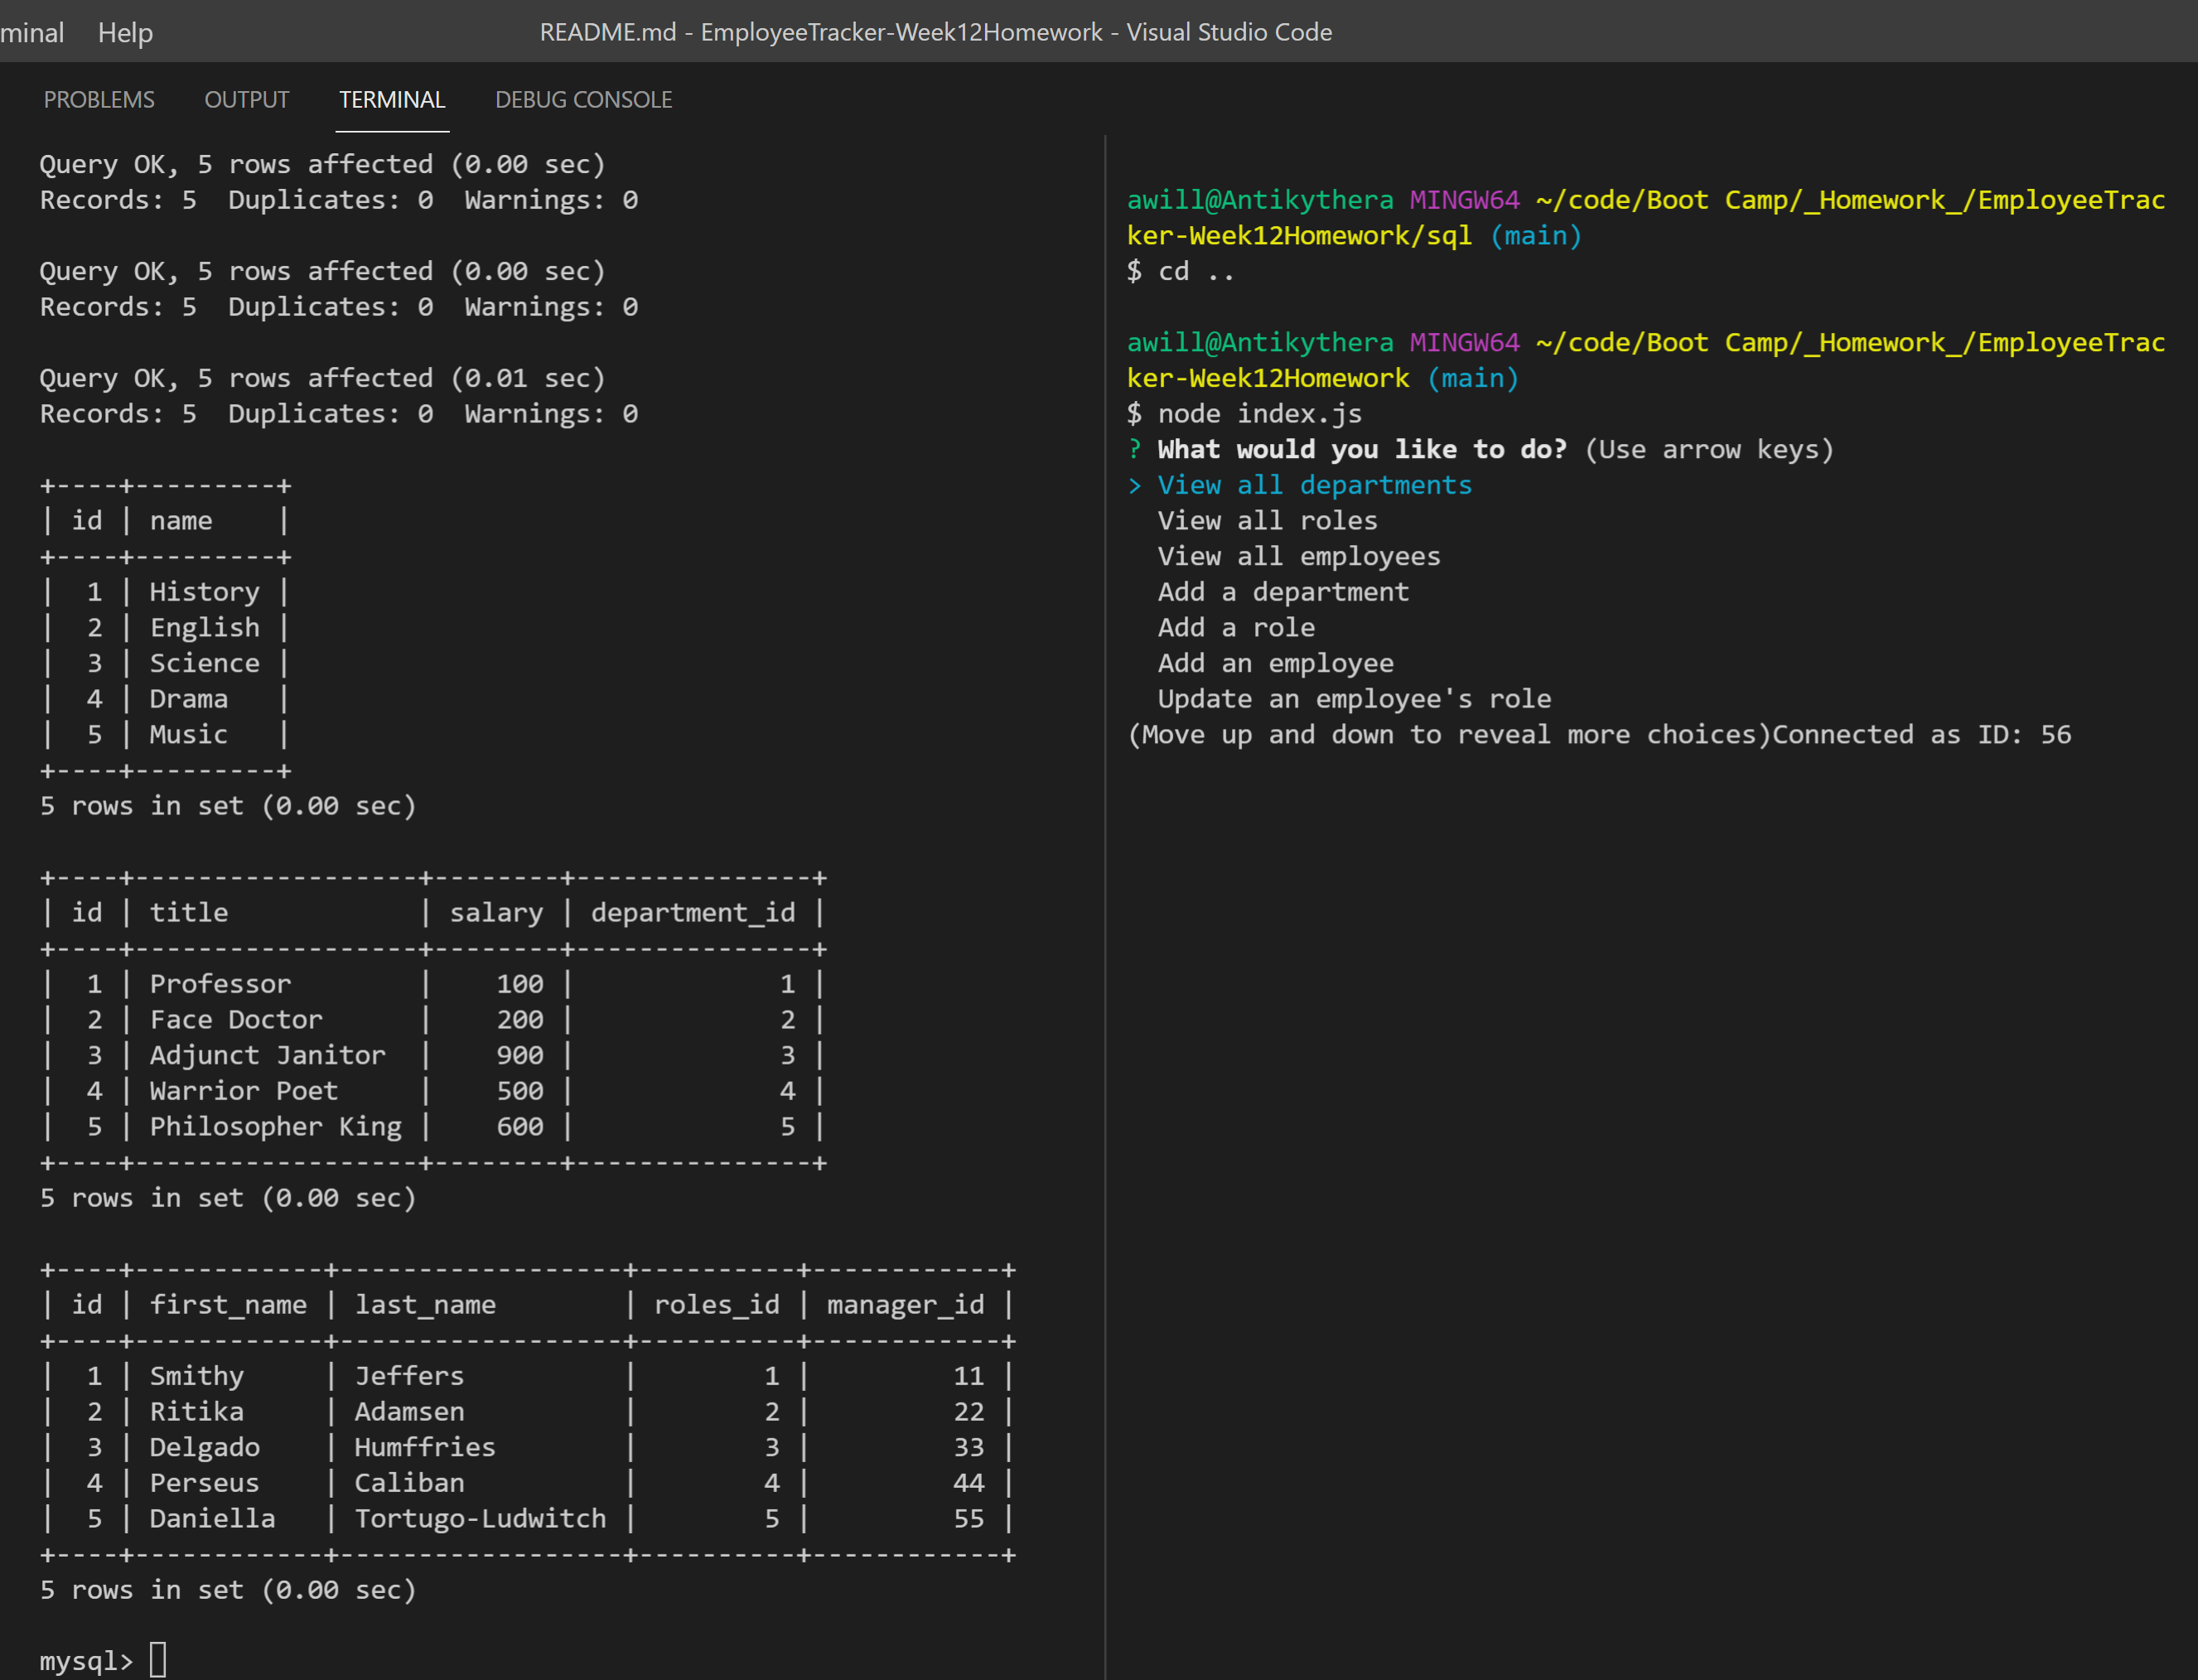 minal Help README.md - EmployeeTracker-Week12Homework - Visual Studio Code
PROBLEMS OUTPUT TERMINAL DEBUG CONSOLE
Query OK, 5 rows affected (0.00 sec)
Records: 5  Duplicates: 0  Warnings: 0

Query OK, 5 rows affected (0.00 sec)
Records: 5  Duplicates: 0  Warnings: 0

Query OK, 5 rows affected (0.01 sec)
Records: 5  Duplicates: 0  Warnings: 0

+----+---------+
| id | name    |
+----+---------+
|  1 | History |
|  2 | English |
|  3 | Science |
|  4 | Drama   |
|  5 | Music   |
+----+---------+
5 rows in set (0.00 sec)

+----+------------------+--------+---------------+
| id | title            | salary | department_id |
+----+------------------+--------+---------------+
|  1 | Professor        |    100 |             1 |
|  2 | Face Doctor      |    200 |             2 |
|  3 | Adjunct Janitor  |    900 |             3 |
|  4 | Warrior Poet     |    500 |             4 |
|  5 | Philosopher King |    600 |             5 |
+----+------------------+--------+---------------+
5 rows in set (0.00 sec)

+----+------------+------------------+----------+------------+
| id | first_name | last_name        | roles_id | manager_id |
+----+------------+------------------+----------+------------+
|  1 | Smithy     | Jeffers          |        1 |         11 |
|  2 | Ritika     | Adamsen          |        2 |         22 |
|  3 | Delgado    | Humffries        |        3 |         33 |
|  4 | Perseus    | Caliban          |        4 |         44 |
|  5 | Daniella   | Tortugo-Ludwitch |        5 |         55 |
+----+------------+------------------+----------+------------+
5 rows in set (0.00 sec)

mysql>
awill@Antikythera MINGW64 ~/code/Boot Camp/_Homework_/EmployeeTrac
ker-Week12Homework/sql (main)
$ cd ..

awill@Antikythera MINGW64 ~/code/Boot Camp/_Homework_/EmployeeTrac
ker-Week12Homework (main)
$ node index.js
? What would you like to do? (Use arrow keys)
> View all departments
  View all roles
  View all employees
  Add a department
  Add a role
  Add an employee
  Update an employee's role
(Move up and down to reveal more choices)Connected as ID: 56